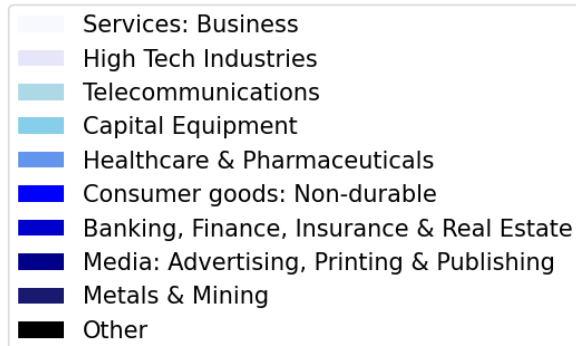 Services: Business
High Tech Industries
Telecommunications
Capital Equipment
Healthcare & Pharmaceuticals
Consumer goods: Non-durable
Banking, Finance, Insurance & Real Estate
Media: Advertising, Printing & Publishing
Metals & Mining
Other